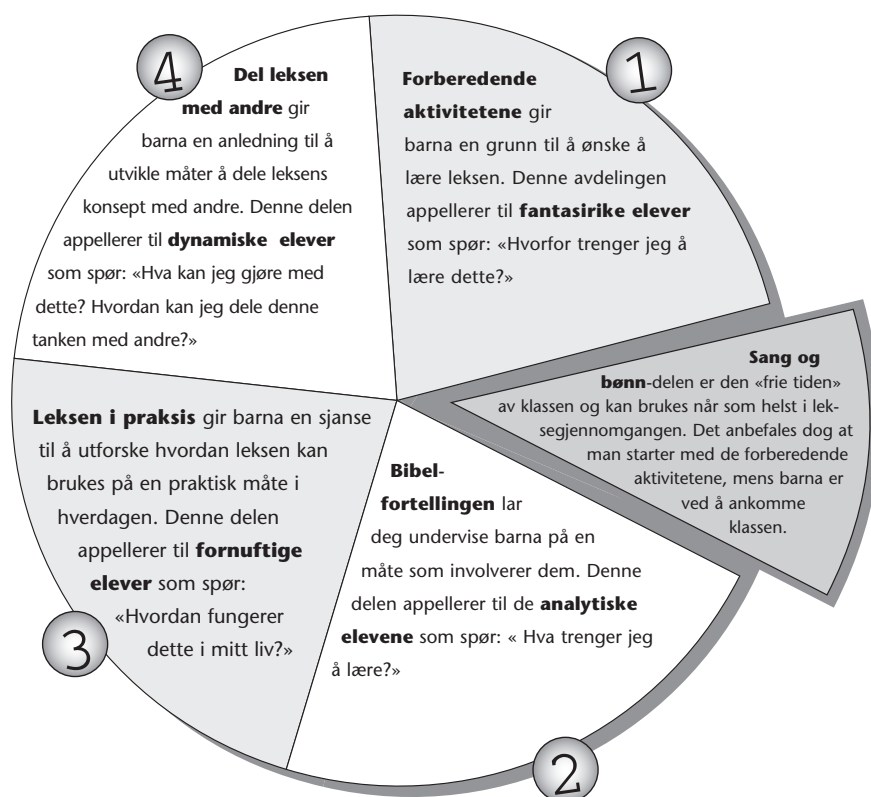 1
Forberedende
aktivitetene gir
barna en grunn til å ønske å
lære leksen. Denne avdelingen
appellerer til fantasirike elever
som spør: «Hvorfor trenger jeg å
lære dette?»
Sang og
bønn-delen er den «frie tiden»
av klassen og kan brukes når som helst i lek-
segjennomgangen. Det anbefales dog at
man starter med de forberedende
aktivitetene, mens barna er
ved å ankomme
klassen.
2
Bibel-
fortellingen lar
deg undervise barna på en
måte som involverer dem. Denne
delen appellerer til de analytiske
elevene som spør: « Hva trenger jeg
å lære?»
3
Leksen i praksis gir barna en sjanse
til å utforske hvordan leksen kan
brukes på en praktisk måte i
hverdagen. Denne delen
appellerer til fornuftige
elever som spør:
«Hvordan fungerer
dette i mitt liv?»
4
Del leksen
med andre gir
barna en anledning til å
utvikle måter å dele leksens
konsept med andre. Denne delen
appellerer til dynamiske elever
som spør: «Hva kan jeg gjøre med
dette? Hvordan kan jeg dele denne
tanken med andre?»